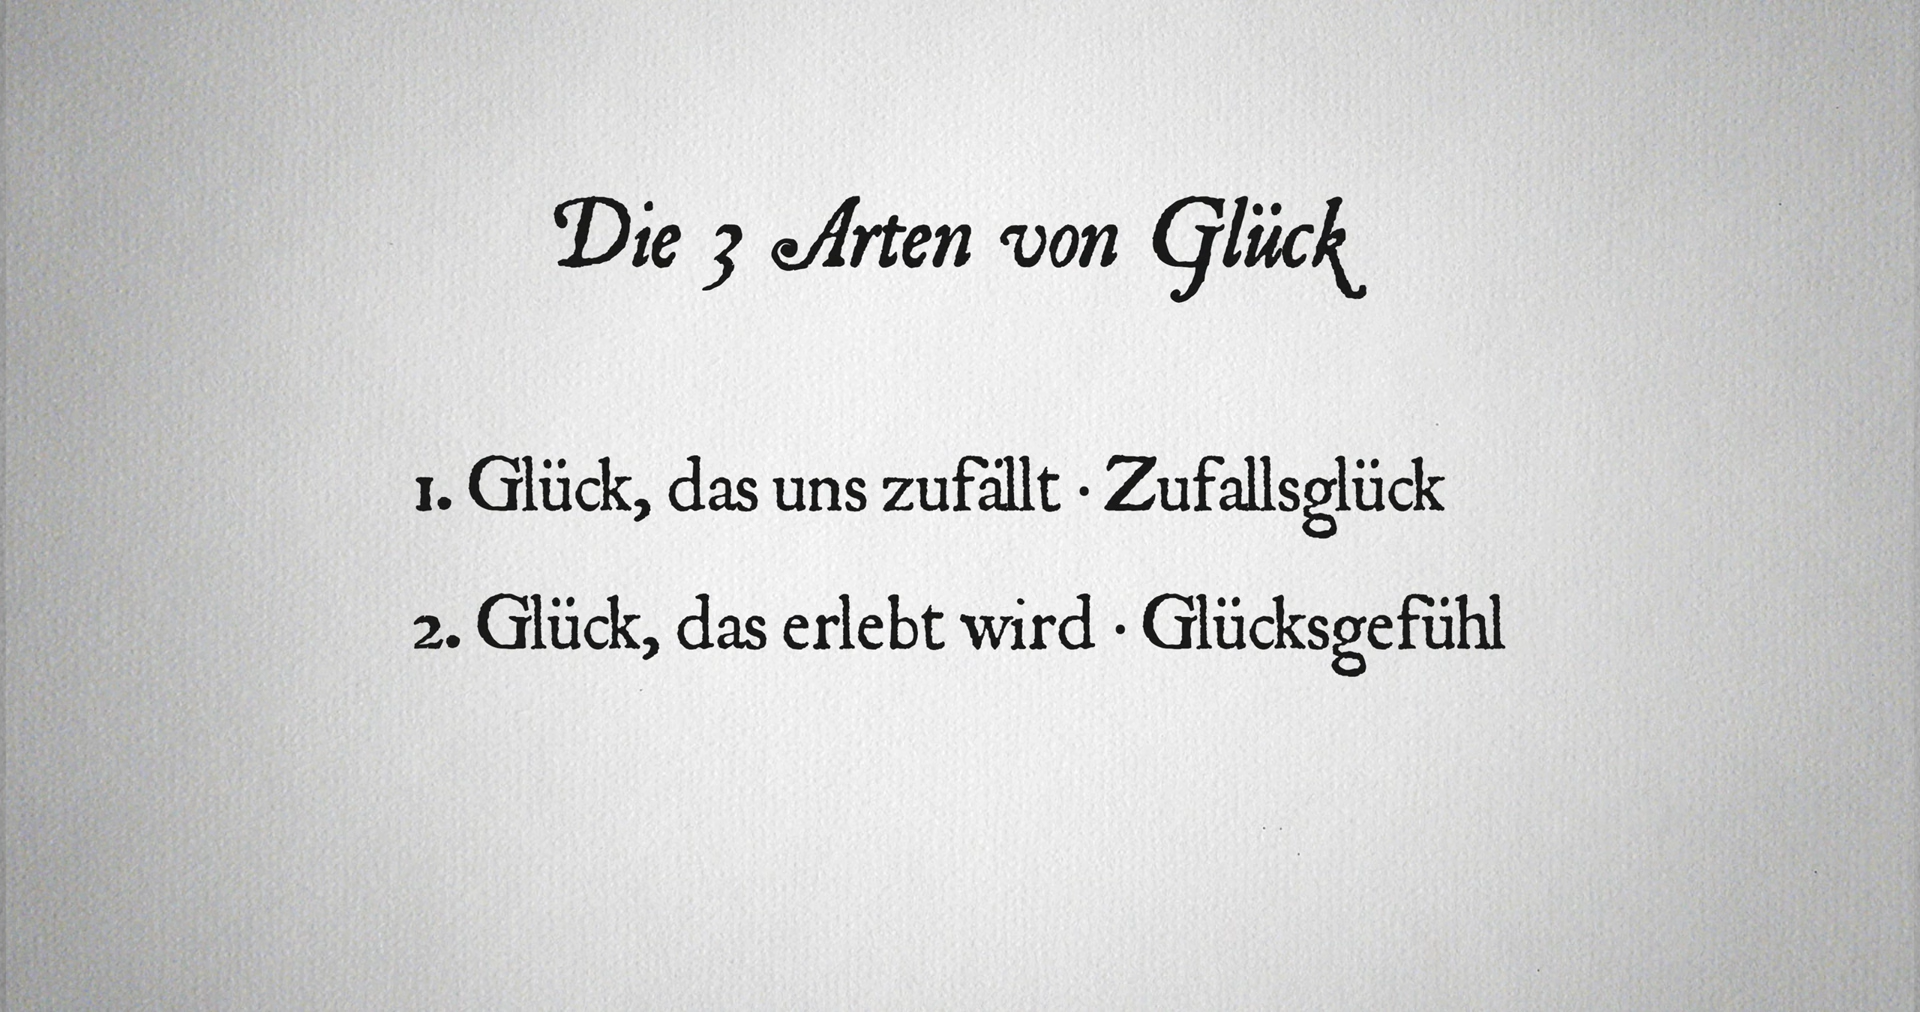 Die 3 Arten von Glück
1. Glück, das uns zufällt · Zufallsglück
2. Glück, das erlebt wird · Glücksgefühl